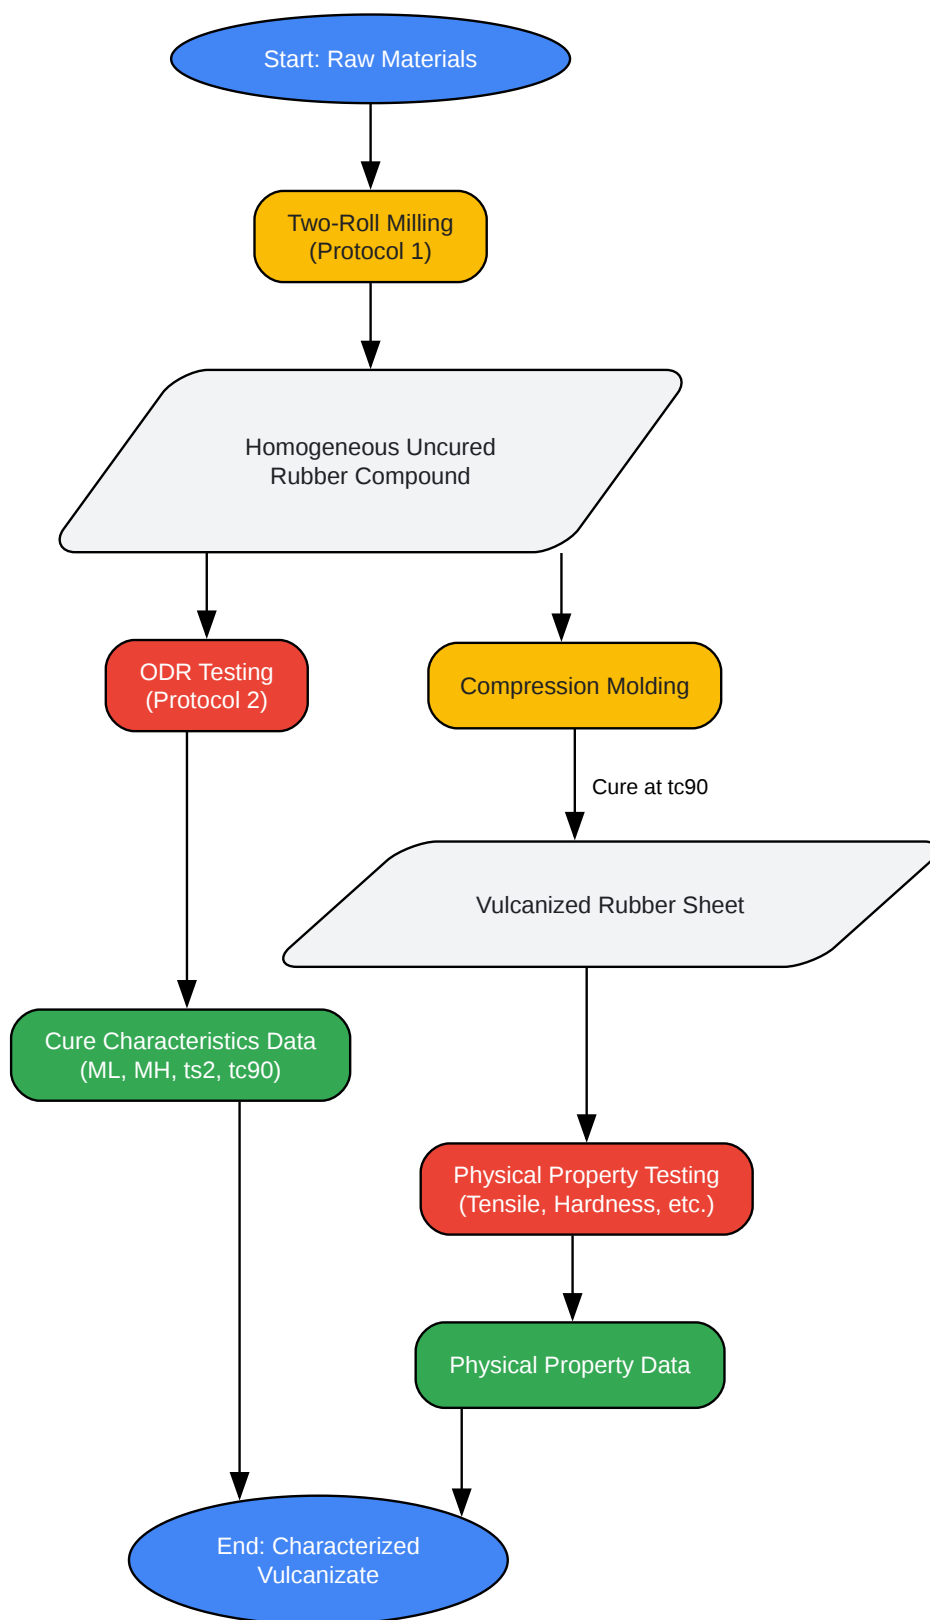 Start: Raw Materials
Two-Roll Milling
(Protocol 1)
Homogeneous Uncured
Rubber Compound
ODR Testing
(Protocol 2)
Compression Molding
Cure at tc90
Vulcanized Rubber Sheet
Cure Characteristics Data
(ML, MH, ts2, tc90)
Physical Property Testing
(Tensile, Hardness, etc.)
Physical Property Data
End: Characterized
Vulcanizate